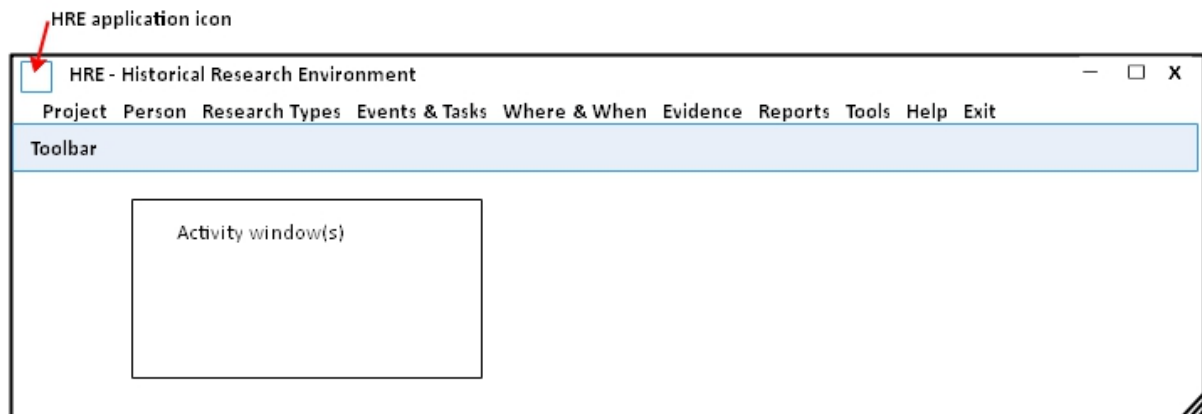 HRE application icon
HRE - Historical Research Environment
Project Person Research Types Events & Tasks Where & When Evidence Reports Tools Help Exit
Toolbar
Activity window(s)